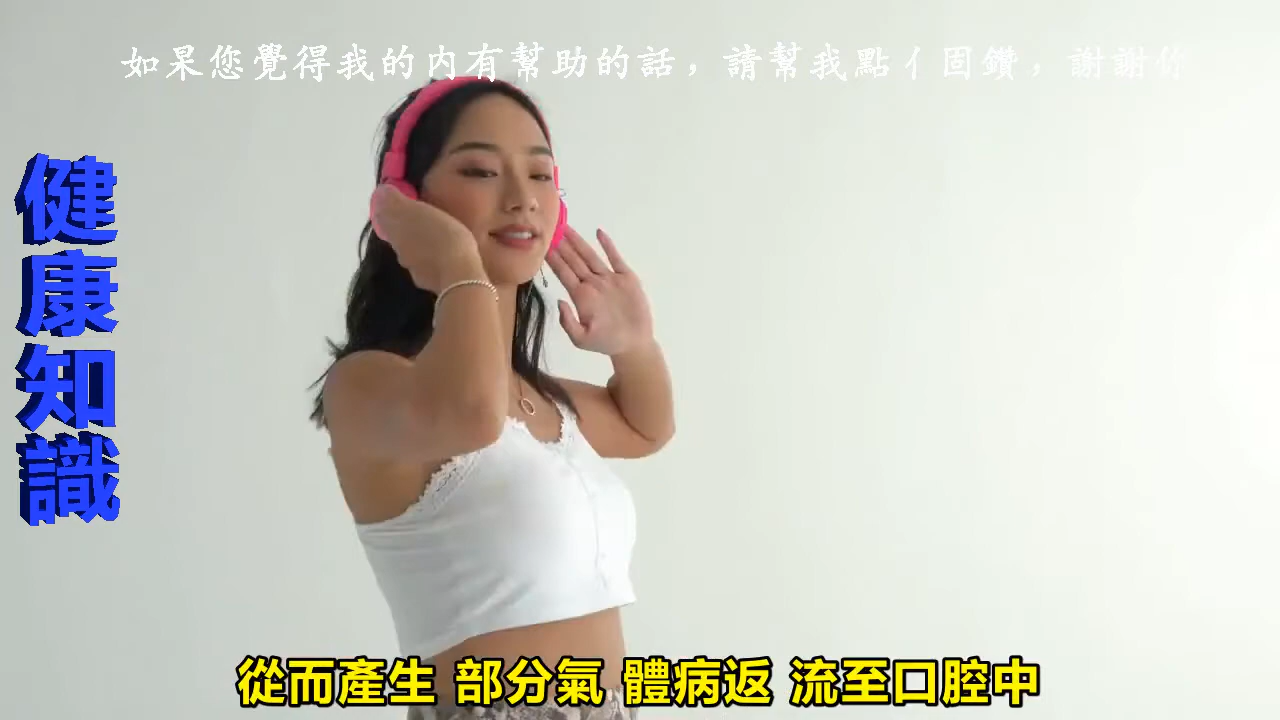 如果您覺得我的内有幫助的話，請幫我點亻固鑽，謝謝你
健康知識
從而產生 部分氣 體病返 流至口腔中